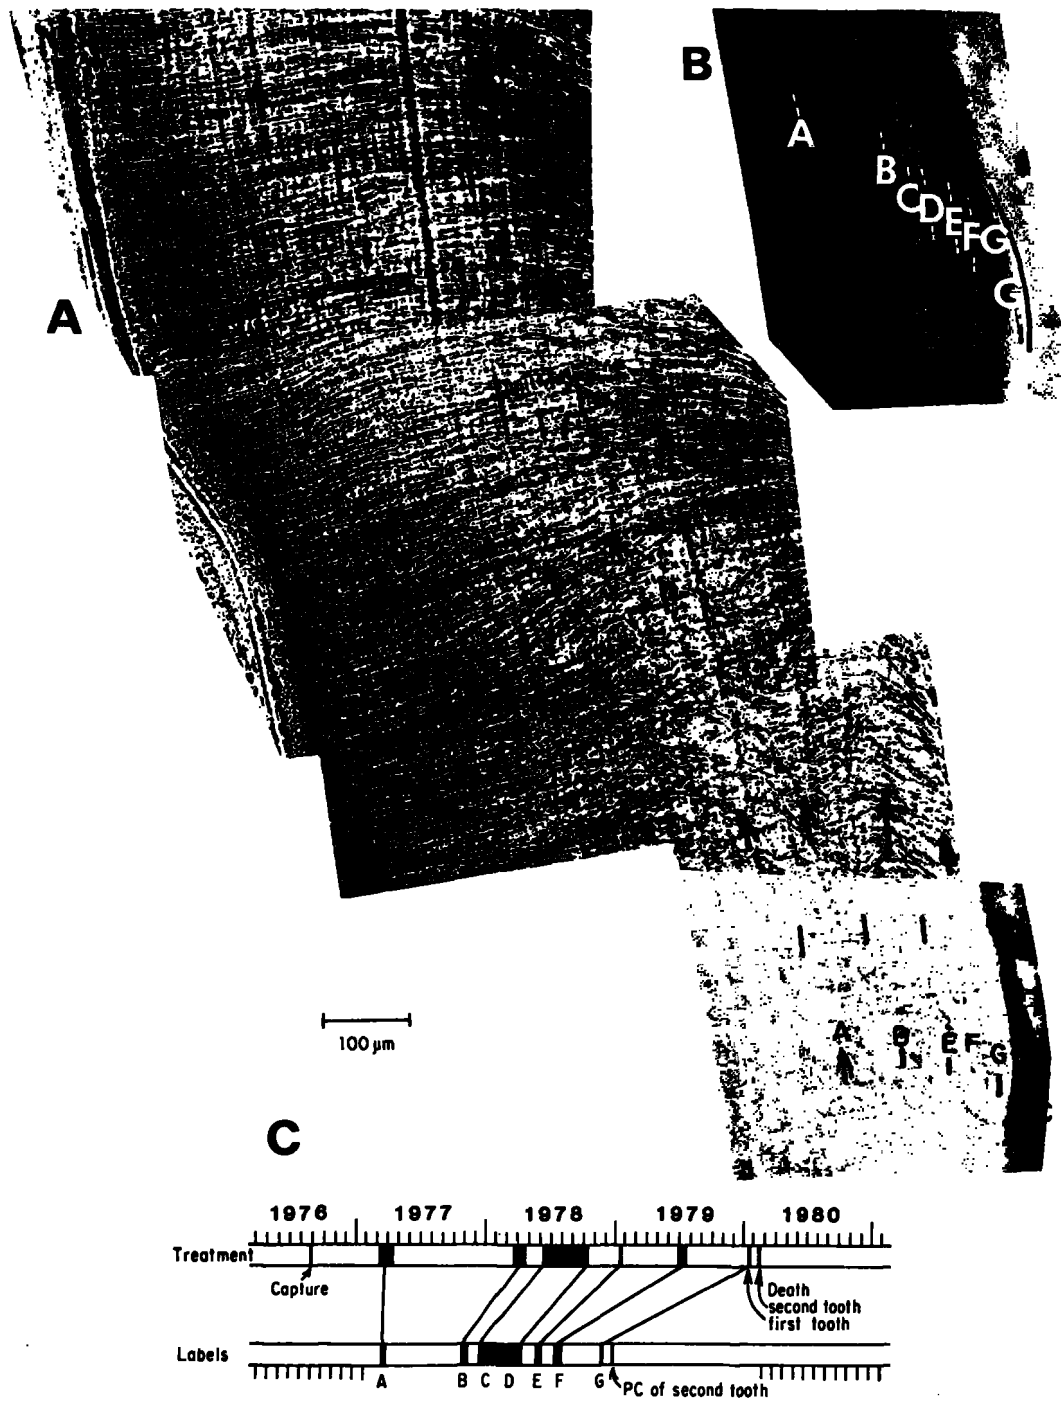 A
B
A
B
C
D
E
F
G
G
100 µm
A
D
E
F
G
C
1976 1977 1978 1979 1980
Treatment
Capture
Death
second tooth
first tooth
Labels
A B C D E F G PC of second tooth